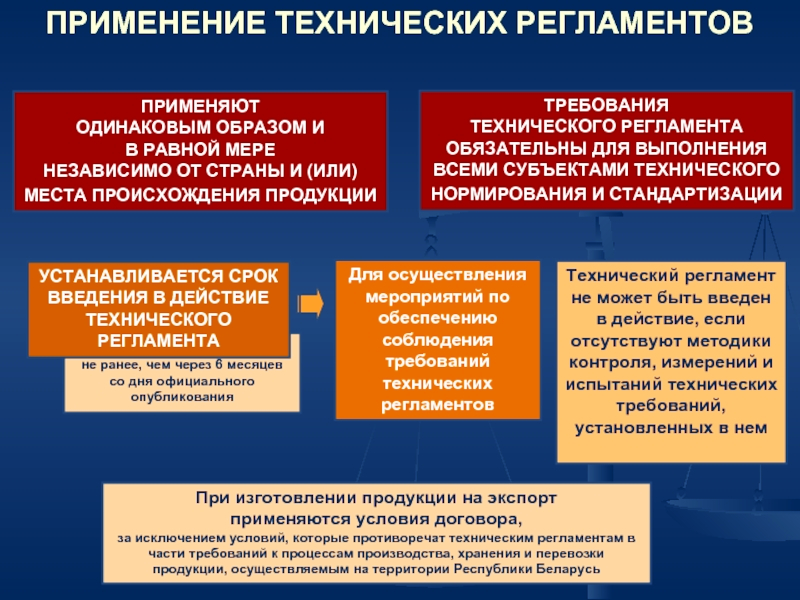 ПРИМЕНЕНИЕ ТЕХНИЧЕСКИХ РЕГЛАМЕНТОВ
ПРИМЕНЯЮТ
ОДИНАКОВЫМ ОБРАЗОМ И
В РАВНОЙ МЕРЕ
НЕЗАВИСИМО ОТ СТРАНЫ И (ИЛИ)
МЕСТА ПРОИСХОЖДЕНИЯ ПРОДУКЦИИ
ТРЕБОВАНИЯ
ТЕХНИЧЕСКОГО РЕГЛАМЕНТА
ОБЯЗАТЕЛЬНЫ ДЛЯ ВЫПОЛНЕНИЯ
ВСЕМИ СУБЪЕКТАМИ ТЕХНИЧЕСКОГО
НОРМИРОВАНИЯ И СТАНДАРТИЗАЦИИ
УСТАНАВЛИВАЕТСЯ СРОК
ВВЕДЕНИЯ В ДЕЙСТВИЕ
ТЕХНИЧЕСКОГО
РЕГЛАМЕНТА
не ранее, чем через 6 месяцев
со дня официального
опубликования
Для осуществления
мероприятий по
обеспечению
соблюдения
требований
технических
регламентов
Технический регламент
не может быть введен
в действие, если
отсутствуют методики
контроля, измерений и
испытаний технических
требований,
установленных в нем
При изготовлении продукции на экспорт
применяются условия договора,
за исключением условий, которые противоречат техническим регламентам в
части требований к процессам производства, хранения и перевозки
продукции, осуществляемым на территории Республики Беларусь